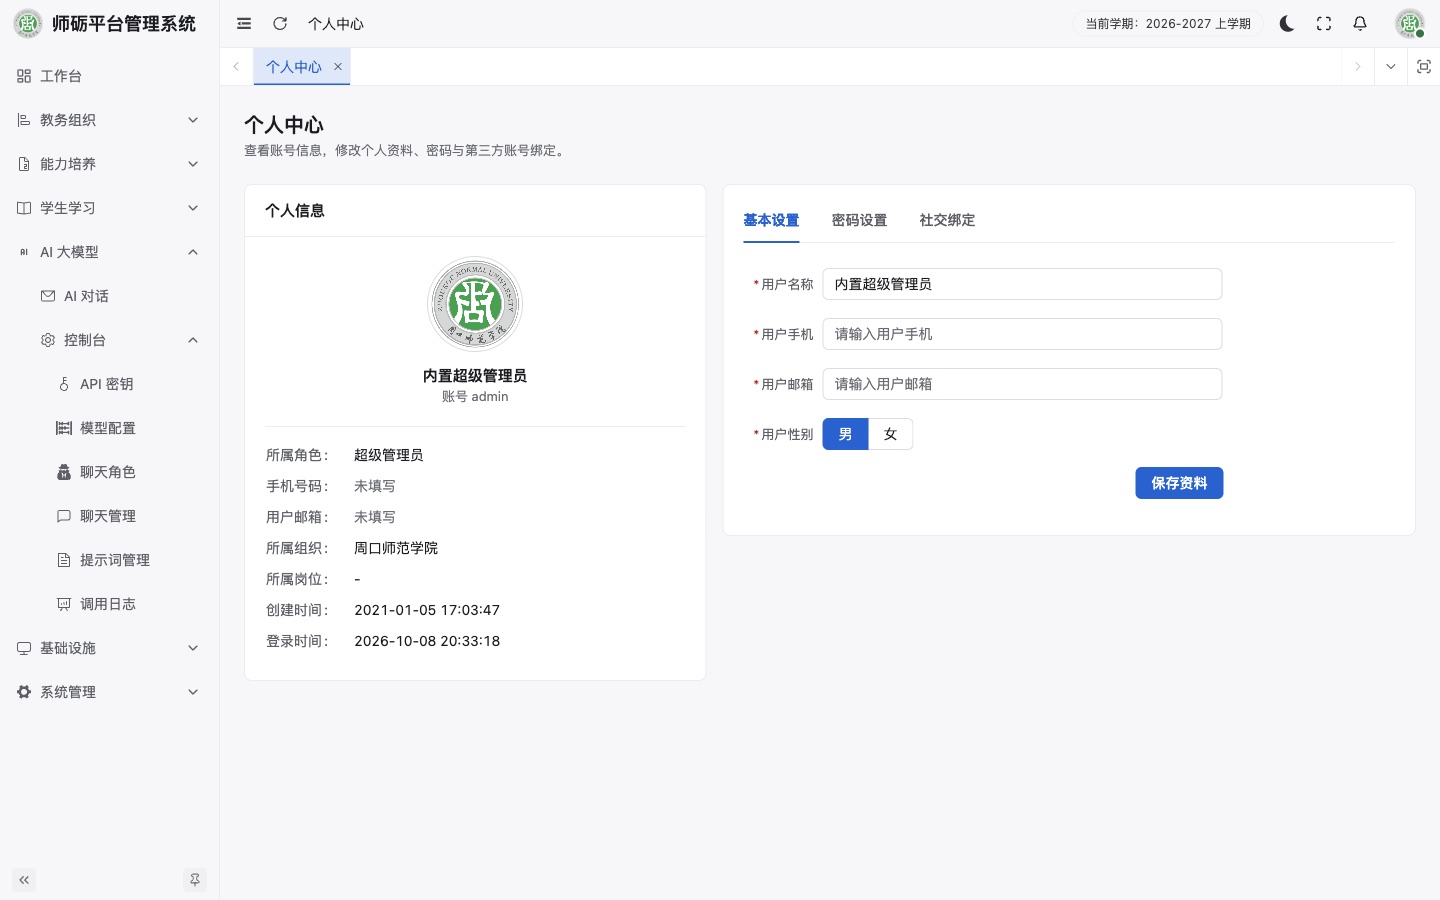 师砺平台管理系统
个人中心
当前学期：2026-2027 上学期
工作台
教务组织
能力培养
学生学习
AI 大模型
AI 对话
控制台
API 密钥
模型配置
聊天角色
聊天管理
提示词管理
调用日志
基础设施
系统管理
个人中心
个人中心
查看账号信息，修改个人资料、密码与第三方账号绑定。
个人信息
ZHOUKOU NORMAL UNIVERSITY
周口师范学院
内置超级管理员
账号 admin
所属角色： 超级管理员
手机号码： 未填写
用户邮箱： 未填写
所属组织： 周口师范学院
所属岗位： -
创建时间： 2021-01-05 17:03:47
登录时间： 2026-10-08 20:33:18
基本设置 密码设置 社交绑定
* 用户名称 内置超级管理员
* 用户手机 请输入用户手机
* 用户邮箱 请输入用户邮箱
* 用户性别 男 女
保存资料